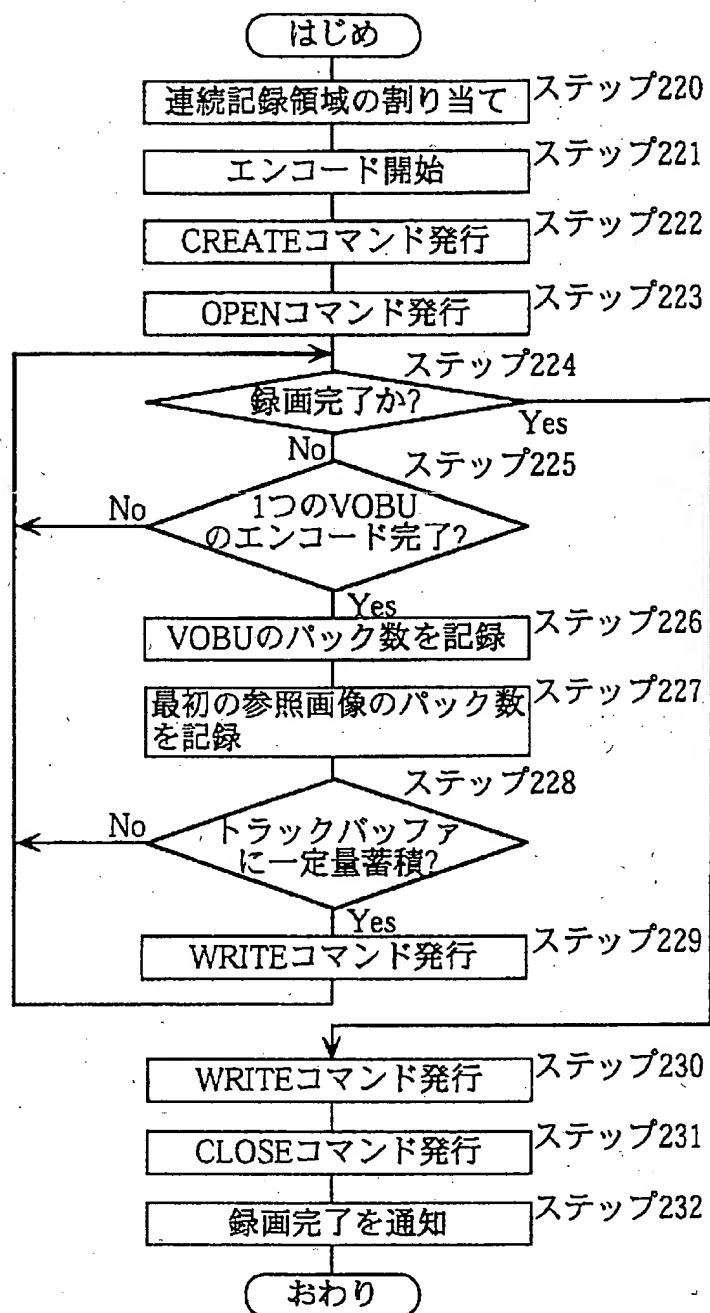 はじめ
連続記録領域の割り当て
ステップ220
エンコード開始
ステップ221
CREATEコマンド発行
ステップ222
OPENコマンド発行
ステップ223
ステップ224
録画完了か?
Yes
No
ステップ225
1つのVOBU
のエンコード完了?
No
Yes
VOBUのパック数を記録
ステップ226
最初の参照画像のパック数
を記録
ステップ227
ステップ228
トラックバッファ
に一定量蓄積?
No
Yes
WRITEコマンド発行
ステップ229
WRITEコマンド発行
ステップ230
CLOSEコマンド発行
ステップ231
録画完了を通知
ステップ232
おわり